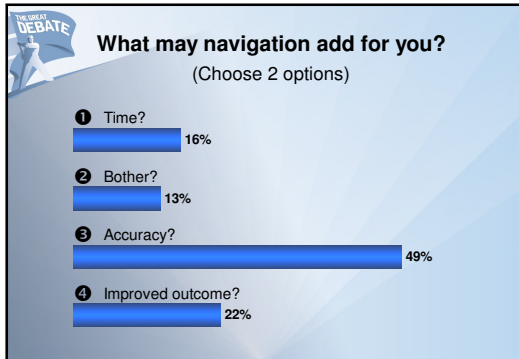 THE GREAT
DEBATE
What may navigation add for you?
(Choose 2 options)
❶ Time?
16%
❷ Bother?
13%
❸ Accuracy?
49%
❹ Improved outcome?
22%